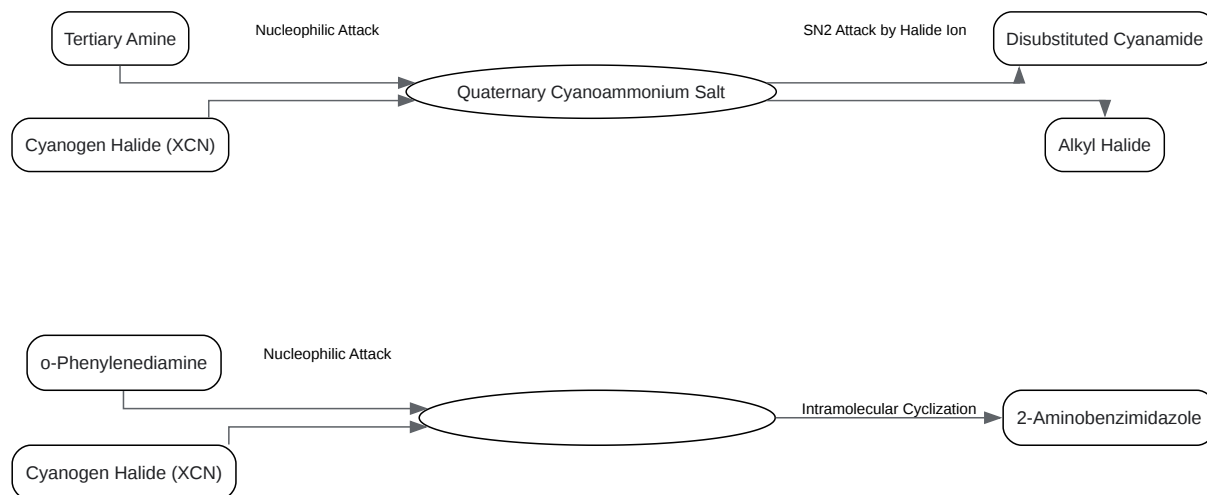 Tertiary Amine
Nucleophilic Attack
SN2 Attack by Halide Ion
Disubstituted Cyanamide
Quaternary Cyanoammonium Salt
Cyanogen Halide (XCN)
Alkyl Halide
o-Phenylenediamine
Nucleophilic Attack
Intramolecular Cyclization
2-Aminobenzimidazole
Cyanogen Halide (XCN)